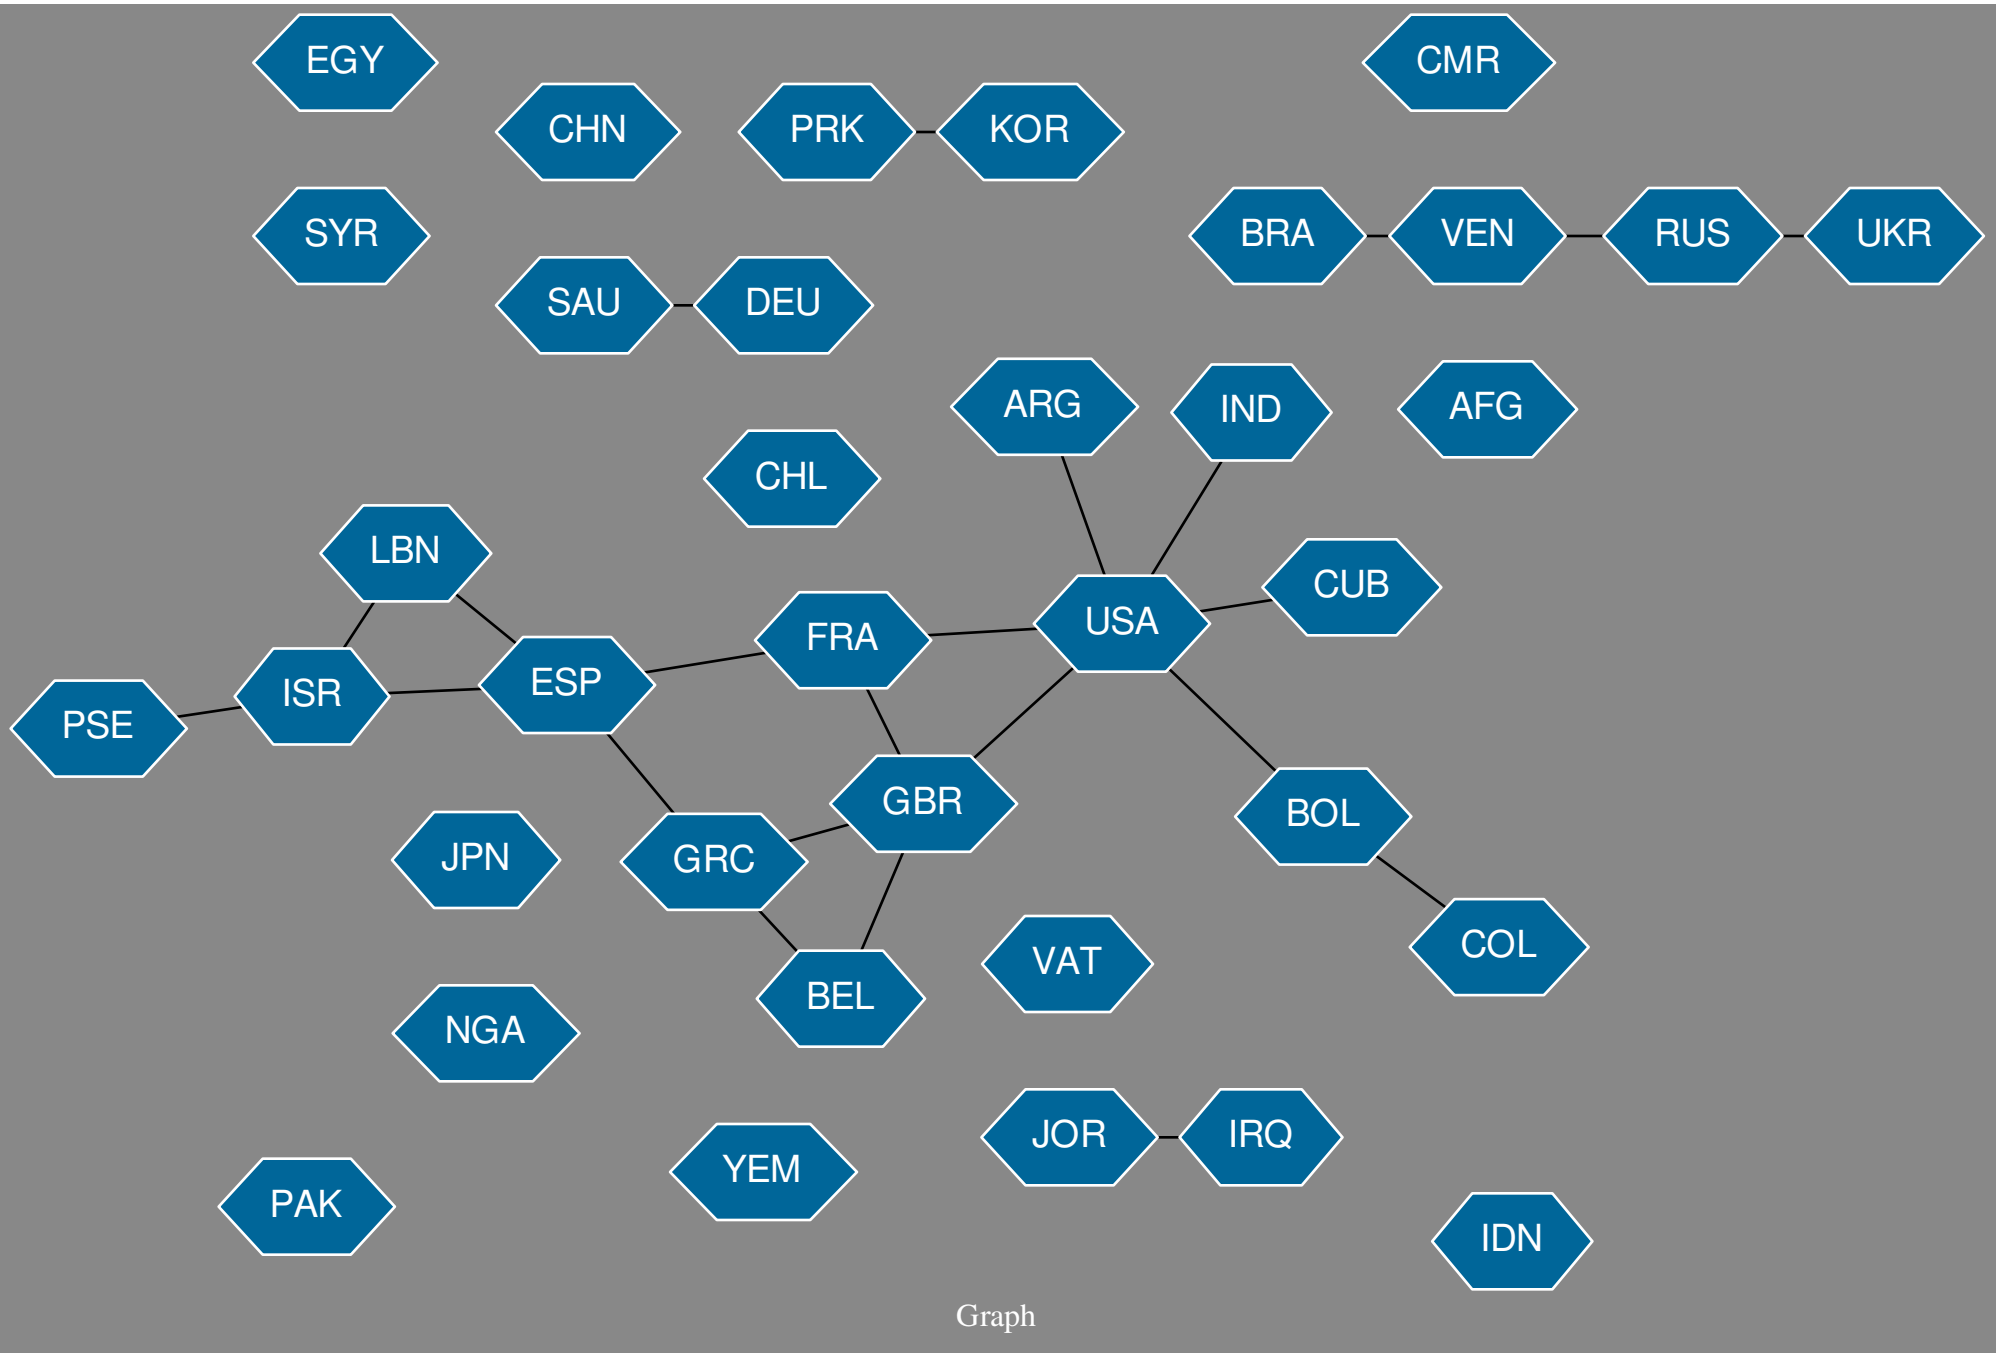 EGY
CMR
CHN
PRK
KOR
SYR
BRA
VEN
RUS
UKR
SAU
DEU
ARG
IND
AFG
CHL
LBN
CUB
FRA
USA
ESP
ISR
PSE
GBR
BOL
JPN
GRC
COL
VAT
BEL
NGA
JOR
IRQ
YEM
PAK
IDN
Graph